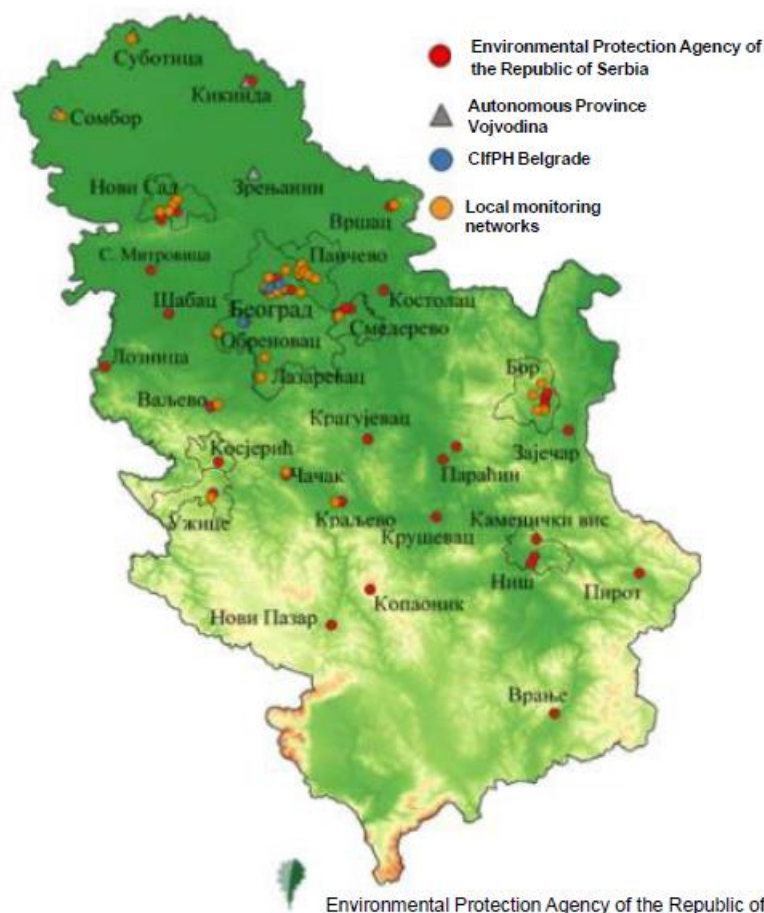 Суботица
Кикинда
Сомбор
Нови Сад
Зрењанин
Вршац
С. Митровица
Панчево
Шабац
Београд
Костолац
Смедерево
Обреновац
Лозница
Лазаревац
Бор
Ваљево
Крагујевац
Зајечар
Косјерић
Параћин
Чачак
Ужице
Краљево
Крушевац
Каменички вис
Ниш
Пирот
Копаоник
Нови Пазар
Врање
Environmental Protection Agency of
the Republic of Serbia
Autonomous Province
Vojvodina
CIfPH Belgrade
Local monitoring
networks
Environmental Protection Agency of the Republic of